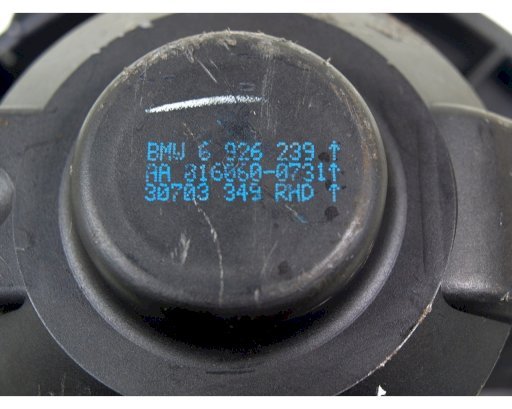 BMW 6 926 239 ↑
AA 816060-0731↑
30703 349 RHD ↑